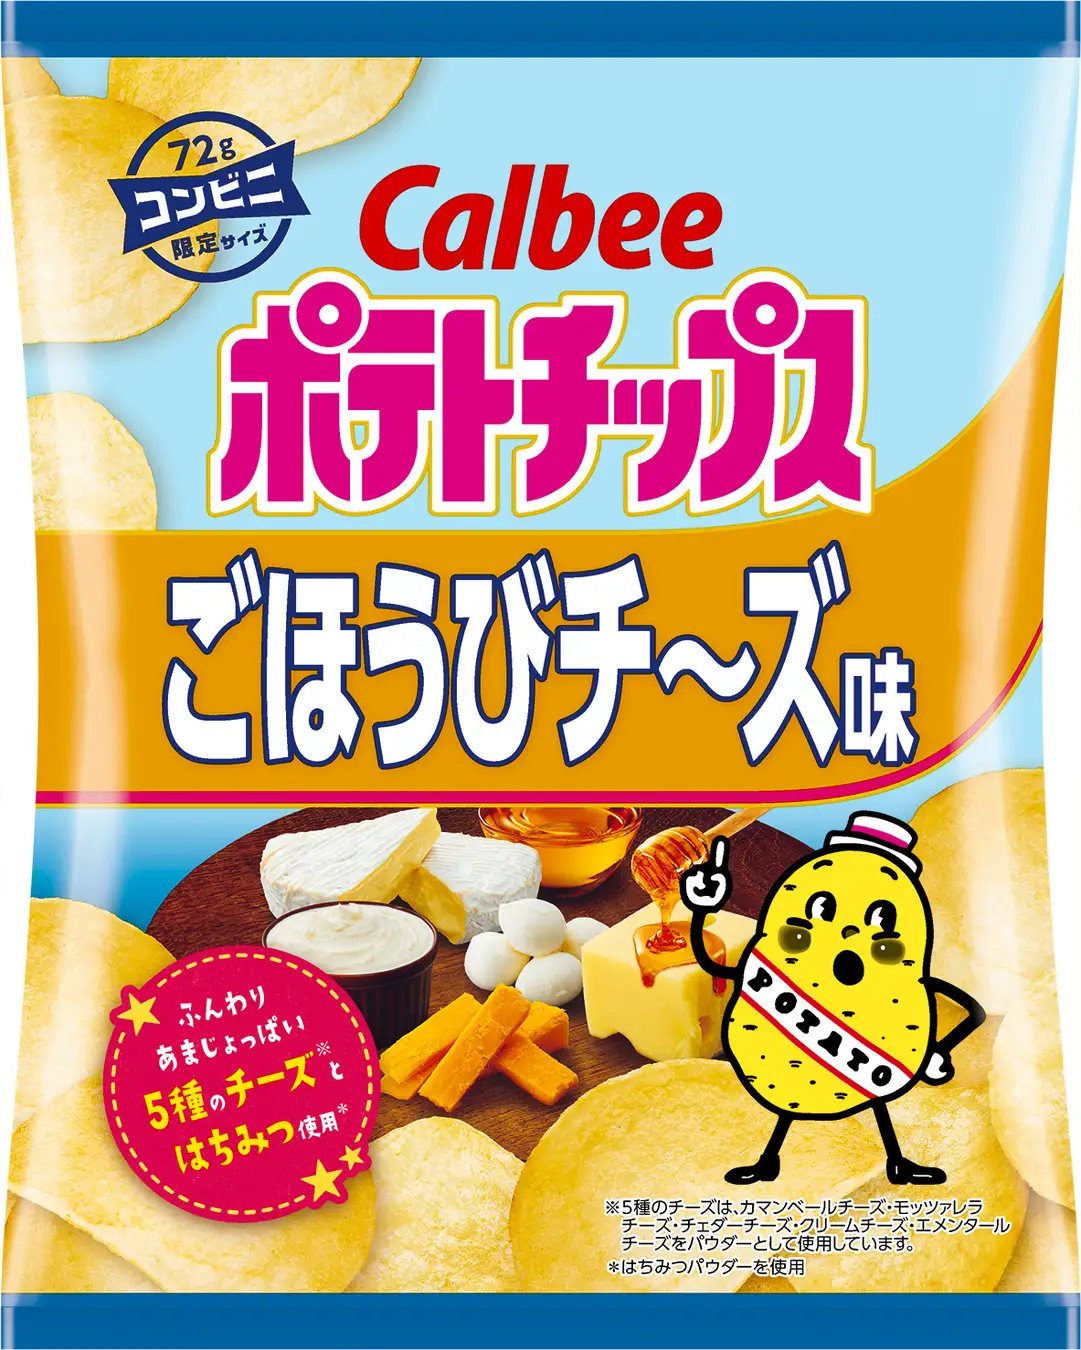 72g
コンビニ
限定サイズ
Calbee
ポテトチップス
ごほうびチ〜ズ味
ふんわり
あまじょっぱい
5種のチーズ※と
はちみつ使用*
POTATO
※5種のチーズは、カマンベールチーズ・モッツァレラ
チーズ・チェダーチーズ・クリームチーズ・エメンタール
チーズをパウダーとして使用しています。
*はちみつパウダーを使用